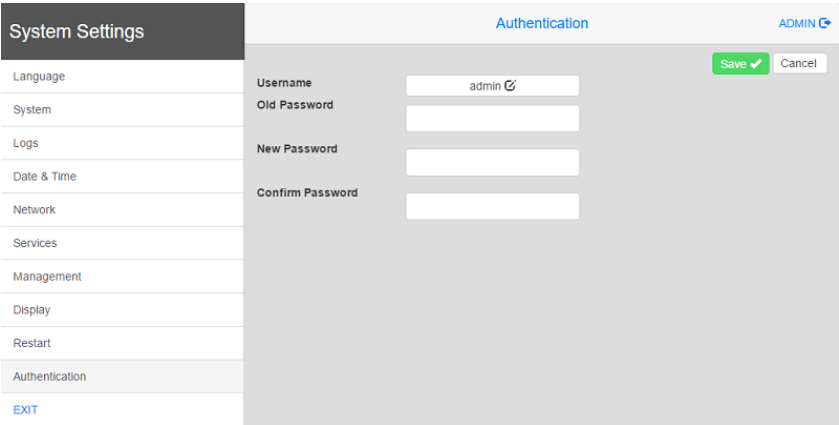 System Settings
Language
System
Logs
Date & Time
Network
Services
Management
Display
Restart
Authentication
EXIT
Authentication
ADMIN
Save
Cancel
Username
admin
Old Password
New Password
Confirm Password